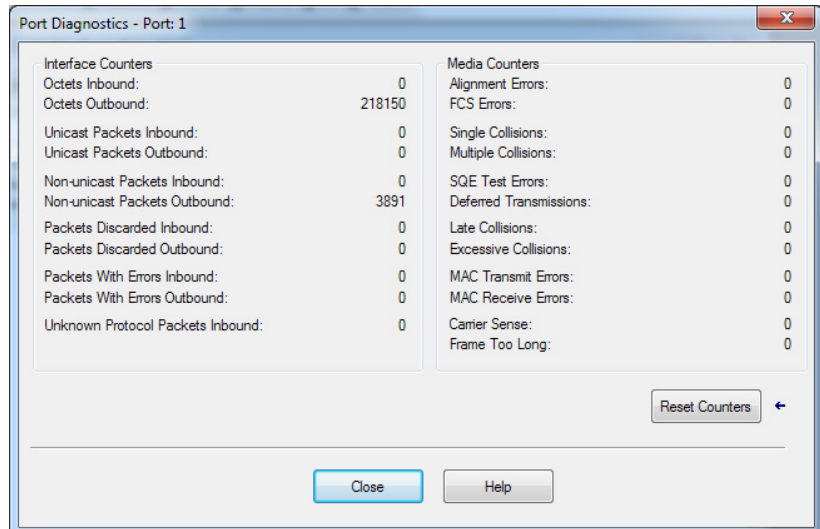 Port Diagnostics - Port: 1
Interface Counters
Octets Inbound: 0
Octets Outbound: 218150
Unicast Packets Inbound: 0
Unicast Packets Outbound: 0
Non-unicast Packets Inbound: 0
Non-unicast Packets Outbound: 3891
Packets Discarded Inbound: 0
Packets Discarded Outbound: 0
Packets With Errors Inbound: 0
Packets With Errors Outbound: 0
Unknown Protocol Packets Inbound: 0
Media Counters
Alignment Errors: 0
FCS Errors: 0
Single Collisions: 0
Multiple Collisions: 0
SQE Test Errors: 0
Deferred Transmissions: 0
Late Collisions: 0
Excessive Collisions: 0
MAC Transmit Errors: 0
MAC Receive Errors: 0
Carrier Sense: 0
Frame Too Long: 0
Reset Counters
Close
Help